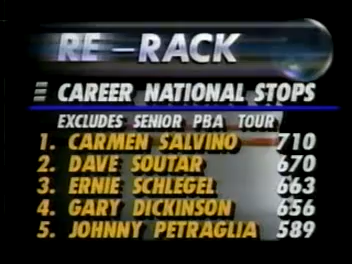 RE-RACK
CAREER NATIONAL STOPS
EXCLUDES SENIOR PBA TOUR
1. CARMEN SALVINO 710
2. DAVE SOUTAR 670
3. ERNIE SCHLEGEL 663
4. GARY DICKINSON 656
5. JOHNNY PETRAGLIA 589